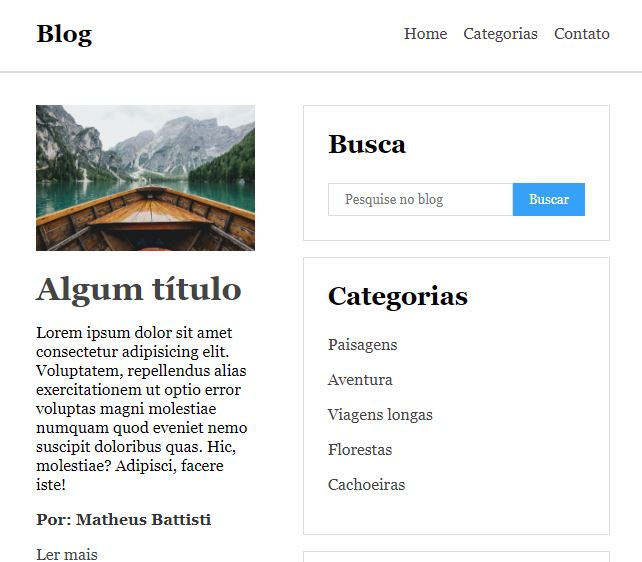 Blog
Home Categorias Contato
Algum título
Lorem ipsum dolor sit amet
consectetur adipisicing elit.
Voluptatem, repellendus alias
exercitationem ut optio error
voluptas magni molestiae
numquam quod eveniet nemo
suscipit doloribus quas. Hic,
molestiae? Adipisci, facere
iste!
Por: Matheus Battisti
Ler mais
Busca
Pesquise no blog Buscar
Categorias
Paisagens
Aventura
Viagens longas
Florestas
Cachoeiras